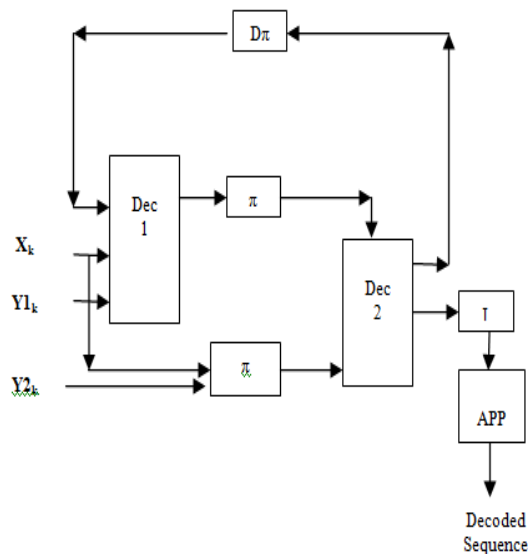 Dπ
Dec
1
π
Xₖ
Y1ₖ
Dec
2
π
Y2ₖ
APP
Decoded
Sequence